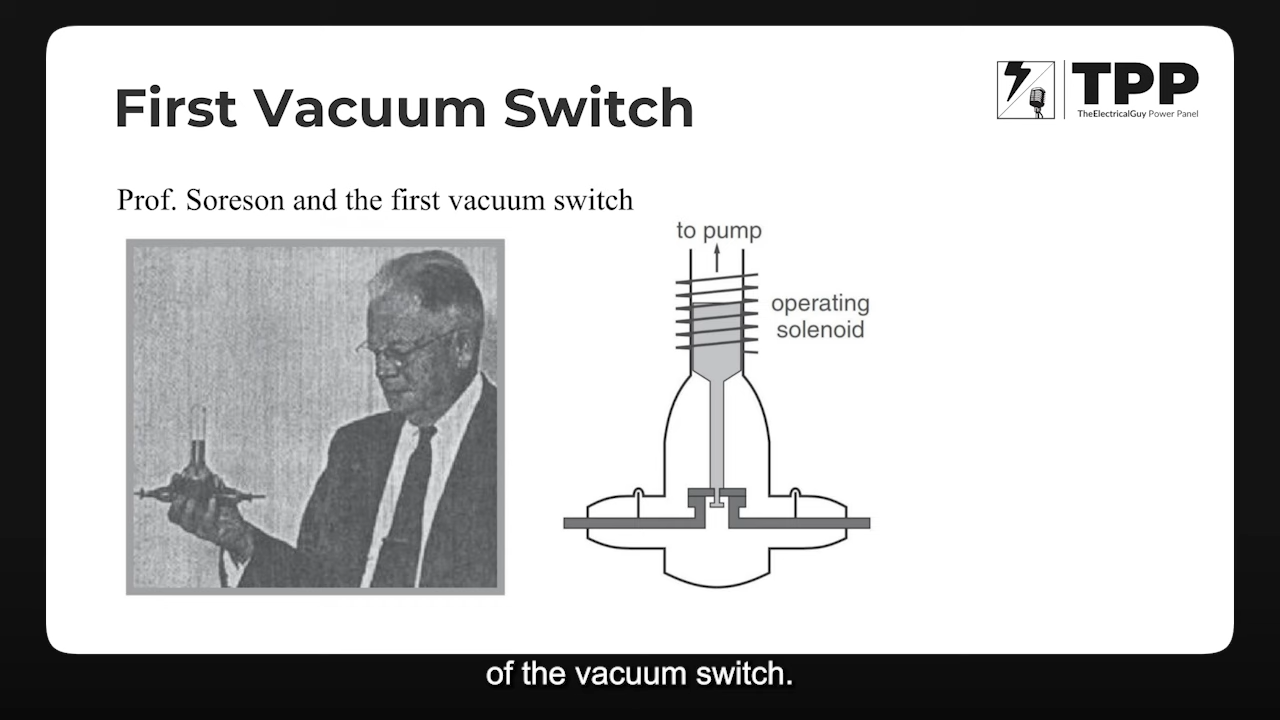 First Vacuum Switch
TPP
TheElectricalGuy Power Panel
Prof. Soreson and the first vacuum switch
to pump
operating
solenoid
of the vacuum switch.